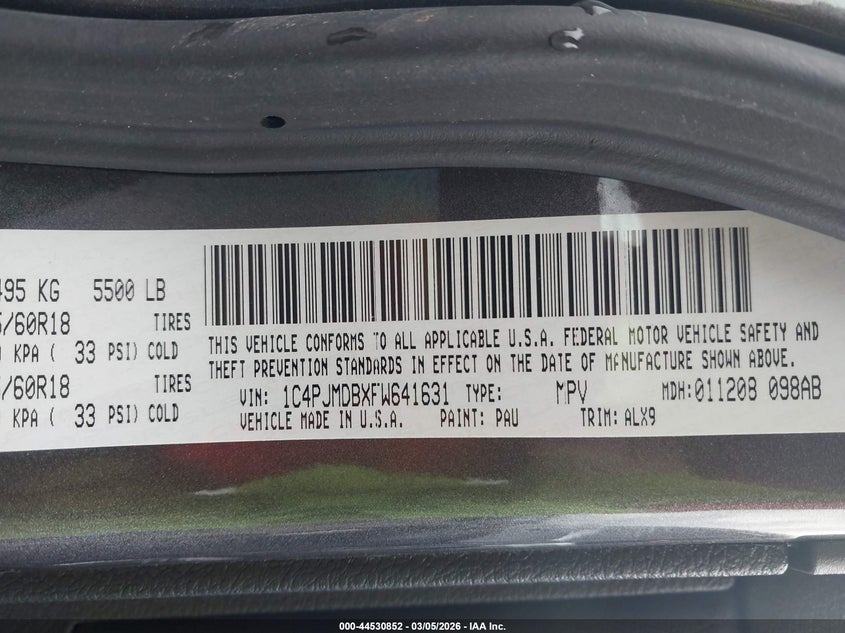 495 KG 5500 LB
5/60R18 TIRES
KPA ( 33 PSI) COLD
5/60R18 TIRES
KPA ( 33 PSI) COLD
THIS VEHICLE CONFORMS TO ALL APPLICABLE U.S.A. FEDERAL MOTOR VEHICLE SAFETY AND
THEFT PREVENTION STANDARDS IN EFFECT ON THE DATE OF MANUFACTURE SHOWN ABOVE.
VIN: 1C4PJMDBXFW641631 TYPE: MPV MDH: 011208 098AB
VEHICLE MADE IN U.S.A. PAINT: PAU TRIM: ALX9
000-44530852 - 03/05/2026 - IAA Inc.